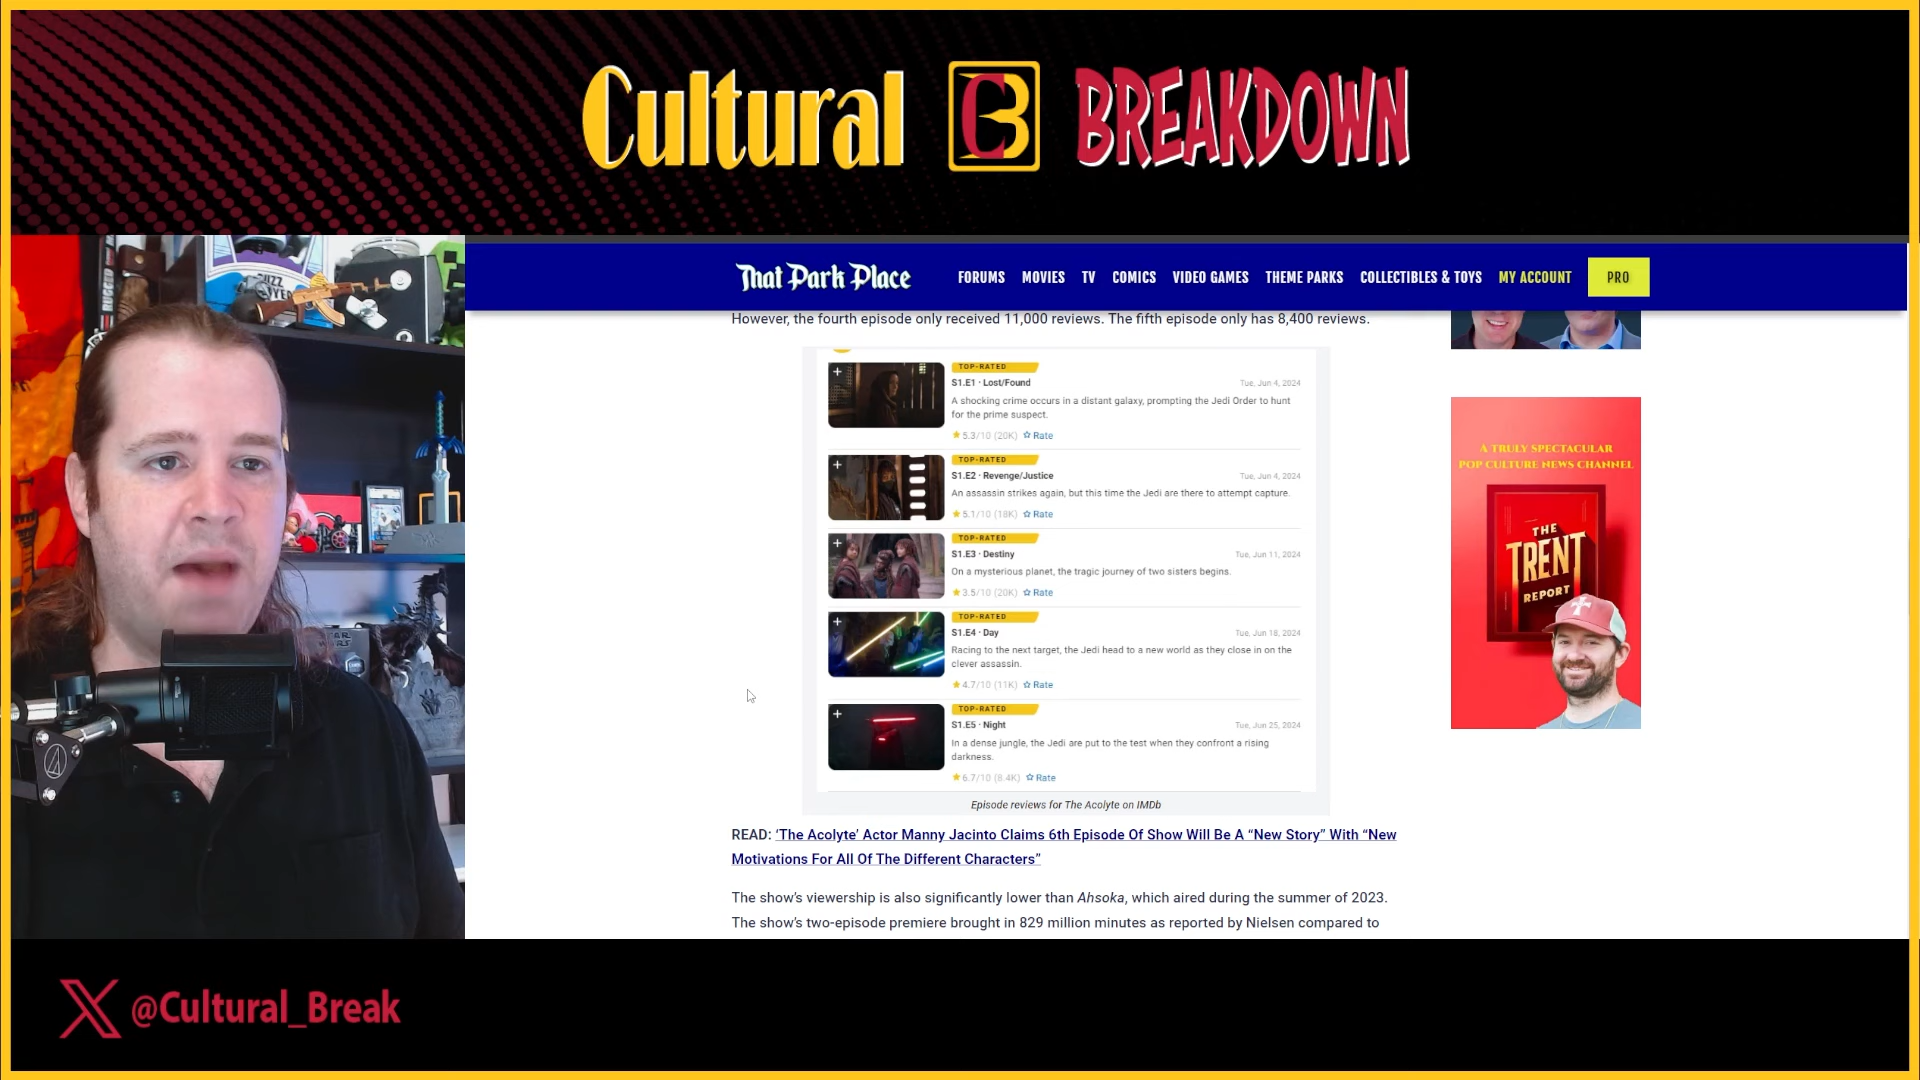 Cultural CB BREAKDOWN
That Park Place
FORUMS MOVIES TV COMICS VIDEO GAMES THEME PARKS COLLECTIBLES & TOYS MY ACCOUNT PRO
However, the fourth episode only received 11,000 reviews. The fifth episode only has 8,400 reviews.
TOP-RATED
S1.E1 · Lost/Found Tue, Jun 4, 2024
A shocking crime occurs in a distant galaxy, prompting the Jedi Order to hunt
for the prime suspect.
5.3/10 (20K) Rate
TOP-RATED
S1.E2 · Revenge/Justice Tue, Jun 4, 2024
An assassin strikes again, but this time the Jedi are there to attempt capture.
5.1/10 (18K) Rate
TOP-RATED
S1.E3 · Destiny Tue, Jun 11, 2024
On a mysterious planet, the tragic journey of two sisters begins.
3.5/10 (20K) Rate
TOP-RATED
S1.E4 · Day Tue, Jun 18, 2024
Racing to the next target, the Jedi head to a new world as they close in on the
clever assassin.
4.7/10 (11K) Rate
TOP-RATED
S1.E5 · Night Tue, Jun 25, 2024
In a dense jungle, the Jedi are put to the test when they confront a rising
darkness.
6.7/10 (8.4K) Rate
Episode reviews for The Acolyte on IMDb
READ: ‘The Acolyte’ Actor Manny Jacinto Claims 6th Episode Of Show Will Be A “New Story” With “New
Motivations For All Of The Different Characters”
The show’s viewership is also significantly lower than Ahsoka, which aired during the summer of 2023.
The show’s two-episode premiere brought in 829 million minutes as reported by Nielsen compared to
A TRULY SPECTACULAR
POP CULTURE NEWS CHANNEL
THE
TRENT
REPORT
RUGGED
BUZZ
STAR
WARS
X @Cultural_Break